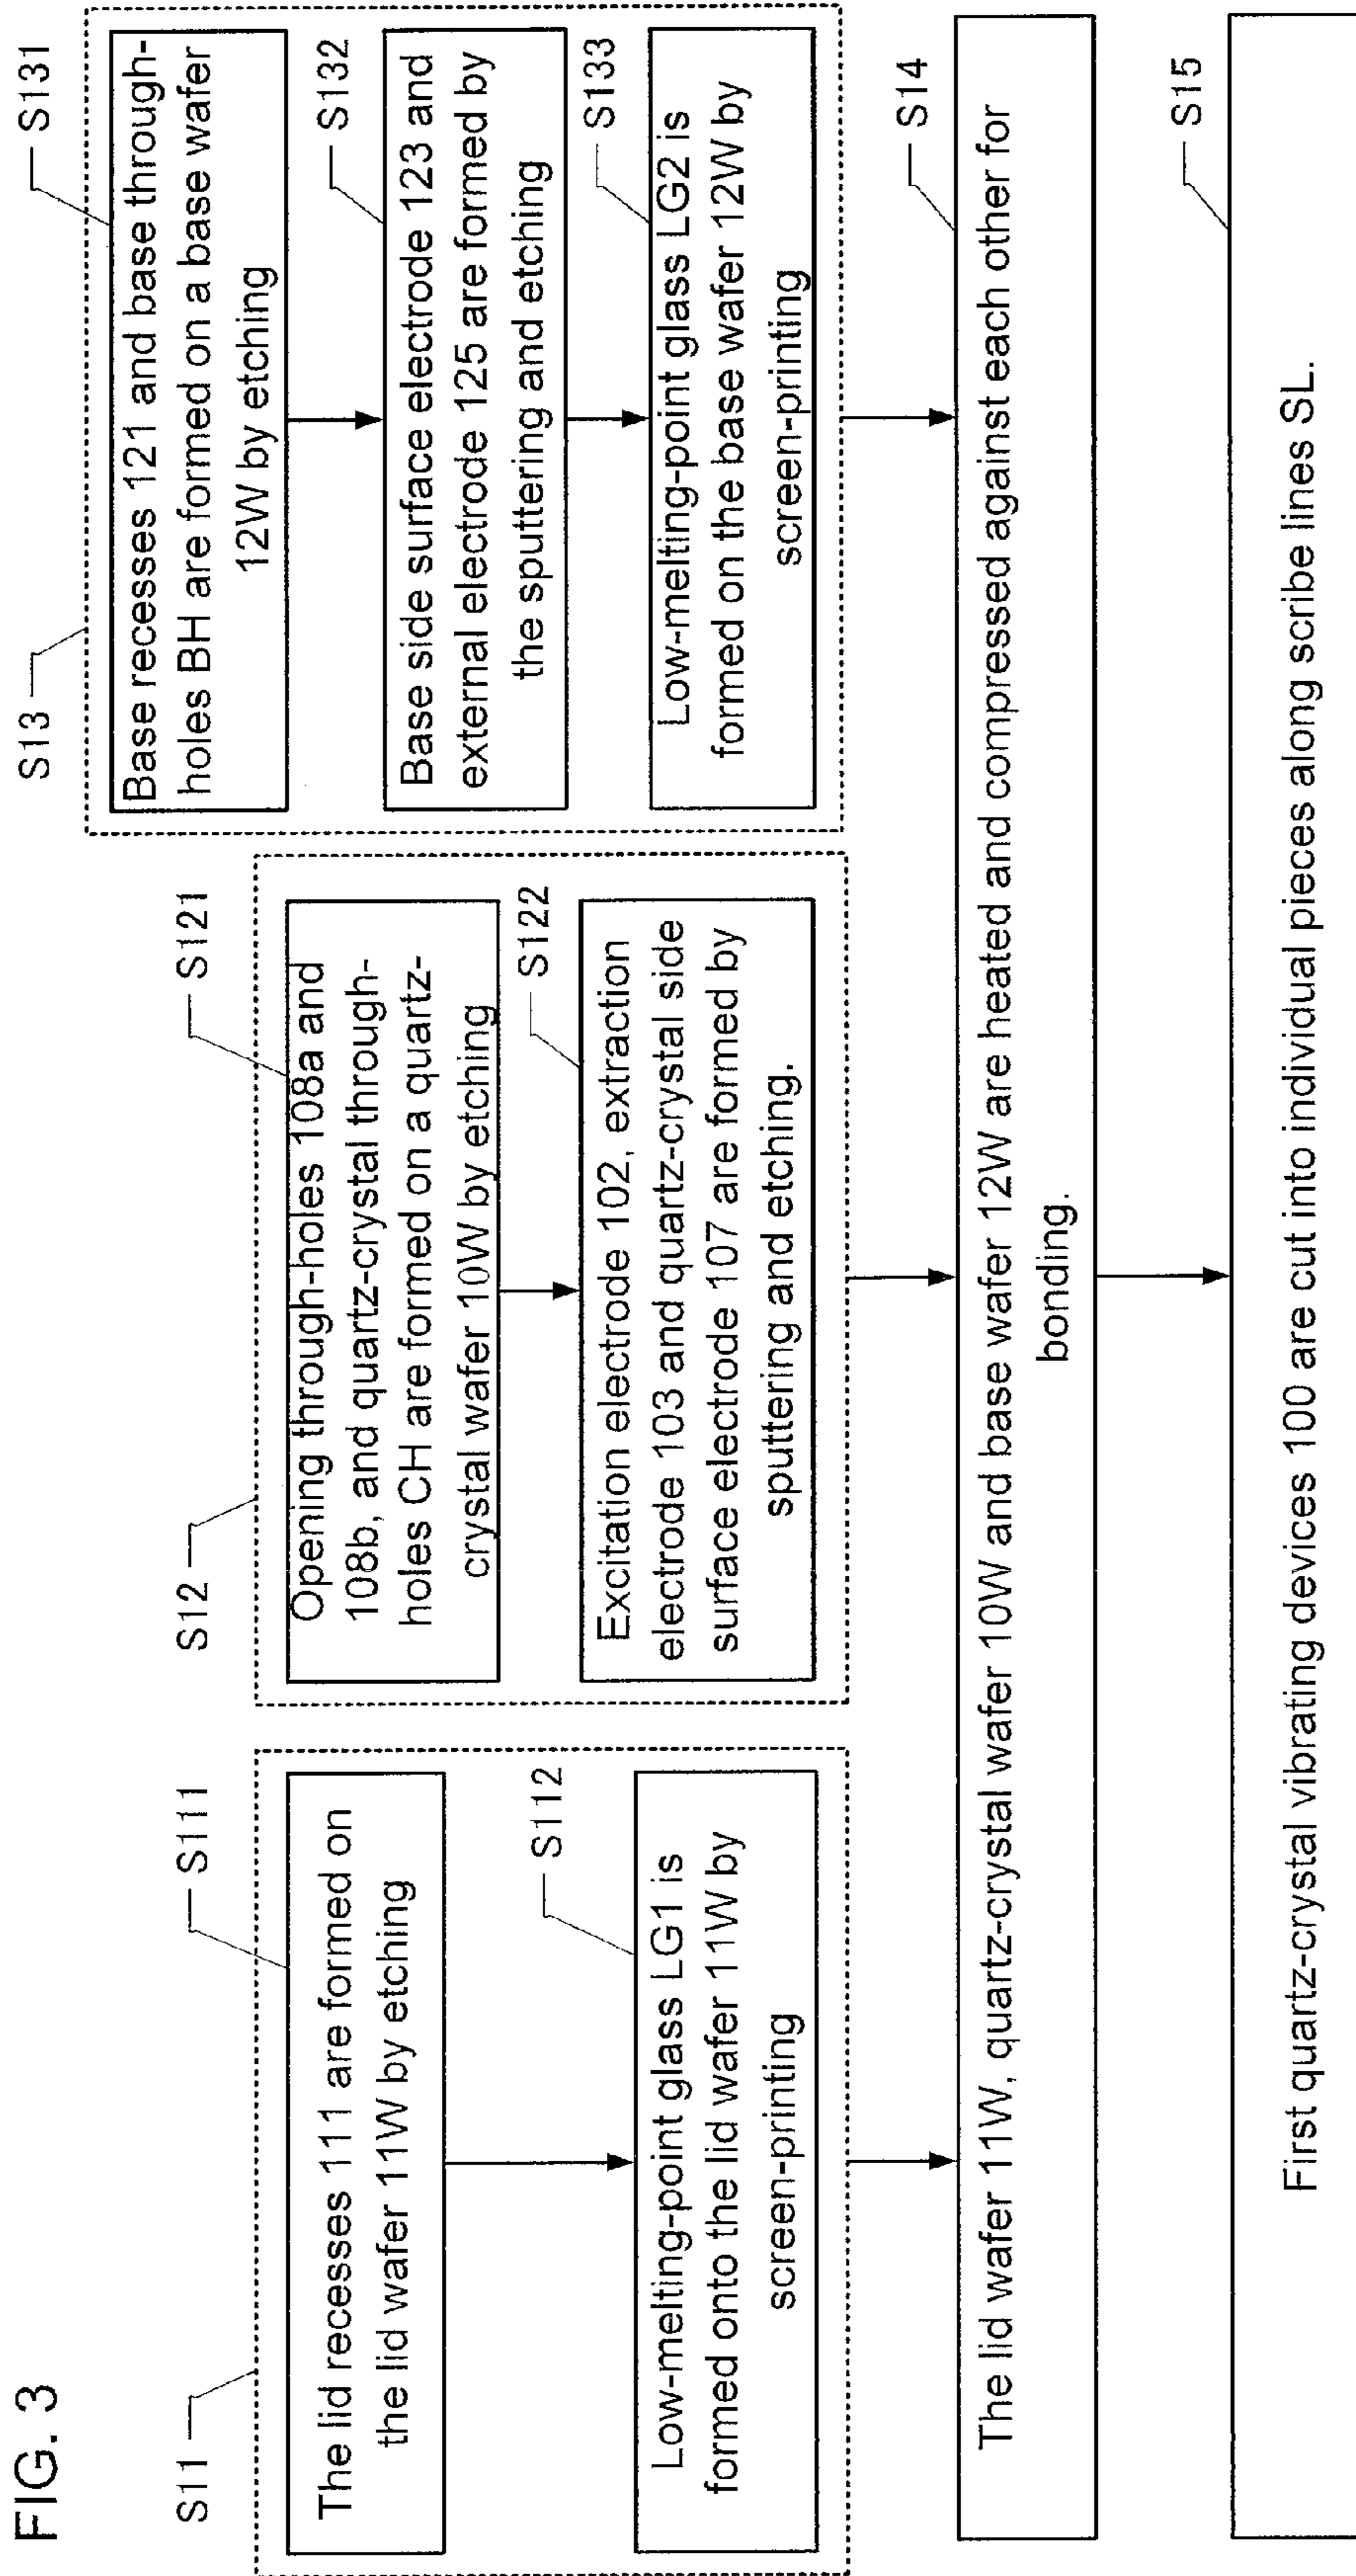 FIG. 3
S11
S111
The lid recesses 111 are formed on
the lid wafer 11W by etching
S112
Low-melting-point glass LG1 is
formed onto the lid wafer 11W by
screen-printing
S12
S121
Opening through-holes 108a and
108b, and quartz-crystal through-
holes CH are formed on a quartz-
crystal wafer 10W by etching
S122
Excitation electrode 102, extraction
electrode 103 and quartz-crystal side
surface electrode 107 are formed by
sputtering and etching.
S13
S131
Base recesses 121 and base through-
holes BH are formed on a base wafer
12W by etching
S132
Base side surface electrode 123 and
external electrode 125 are formed by
the sputtering and etching
S133
Low-melting-point glass LG2 is
formed on the base wafer 12W by
screen-printing
S14
The lid wafer 11W, quartz-crystal wafer 10W and base wafer 12W are heated and compressed against each other for
bonding.
S15
First quartz-crystal vibrating devices 100 are cut into individual pieces along scribe lines SL.